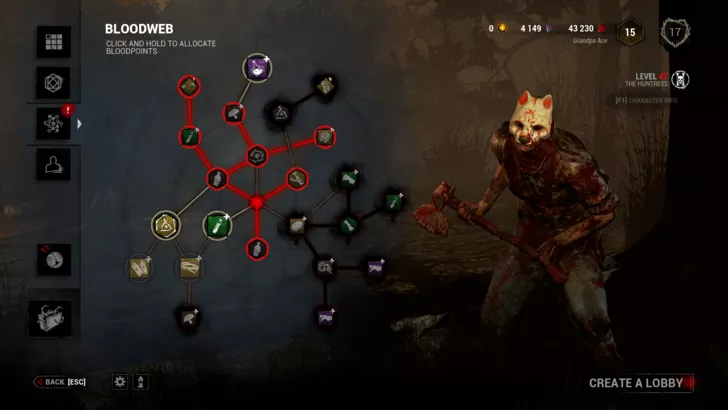 BLOODWEB
CLICK AND HOLD TO ALLOCATE
BLOODPOINTS
0 4 149 43 230
Grandpa Ace
15
17
LEVEL 47
THE HUNTRESS
[F1] CHARACTER INFO
BACK [ESC]
CREATE A LOBBY